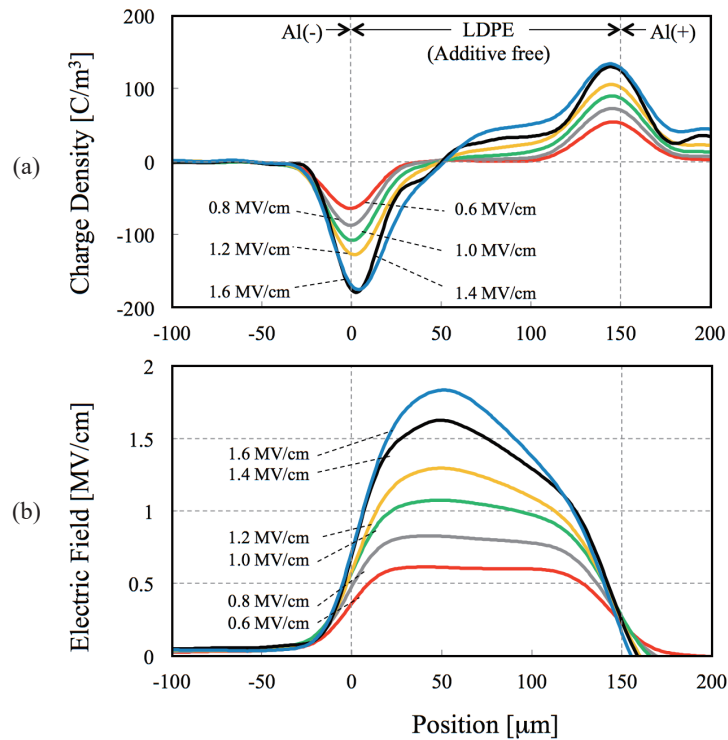 Al(-) LDPE Al(+)
(Additive free)
(a)
Charge Density [C/m³]
200
100
0
-100
-200
0.8 MV/cm
0.6 MV/cm
1.2 MV/cm
1.0 MV/cm
1.6 MV/cm
1.4 MV/cm
-100 -50 0 50 100 150 200
(b)
Electric Field [MV/cm]
2
1.5
1
0.5
0
1.6 MV/cm
1.4 MV/cm
1.2 MV/cm
1.0 MV/cm
0.8 MV/cm
0.6 MV/cm
-100 -50 0 50 100 150 200
Position [μm]